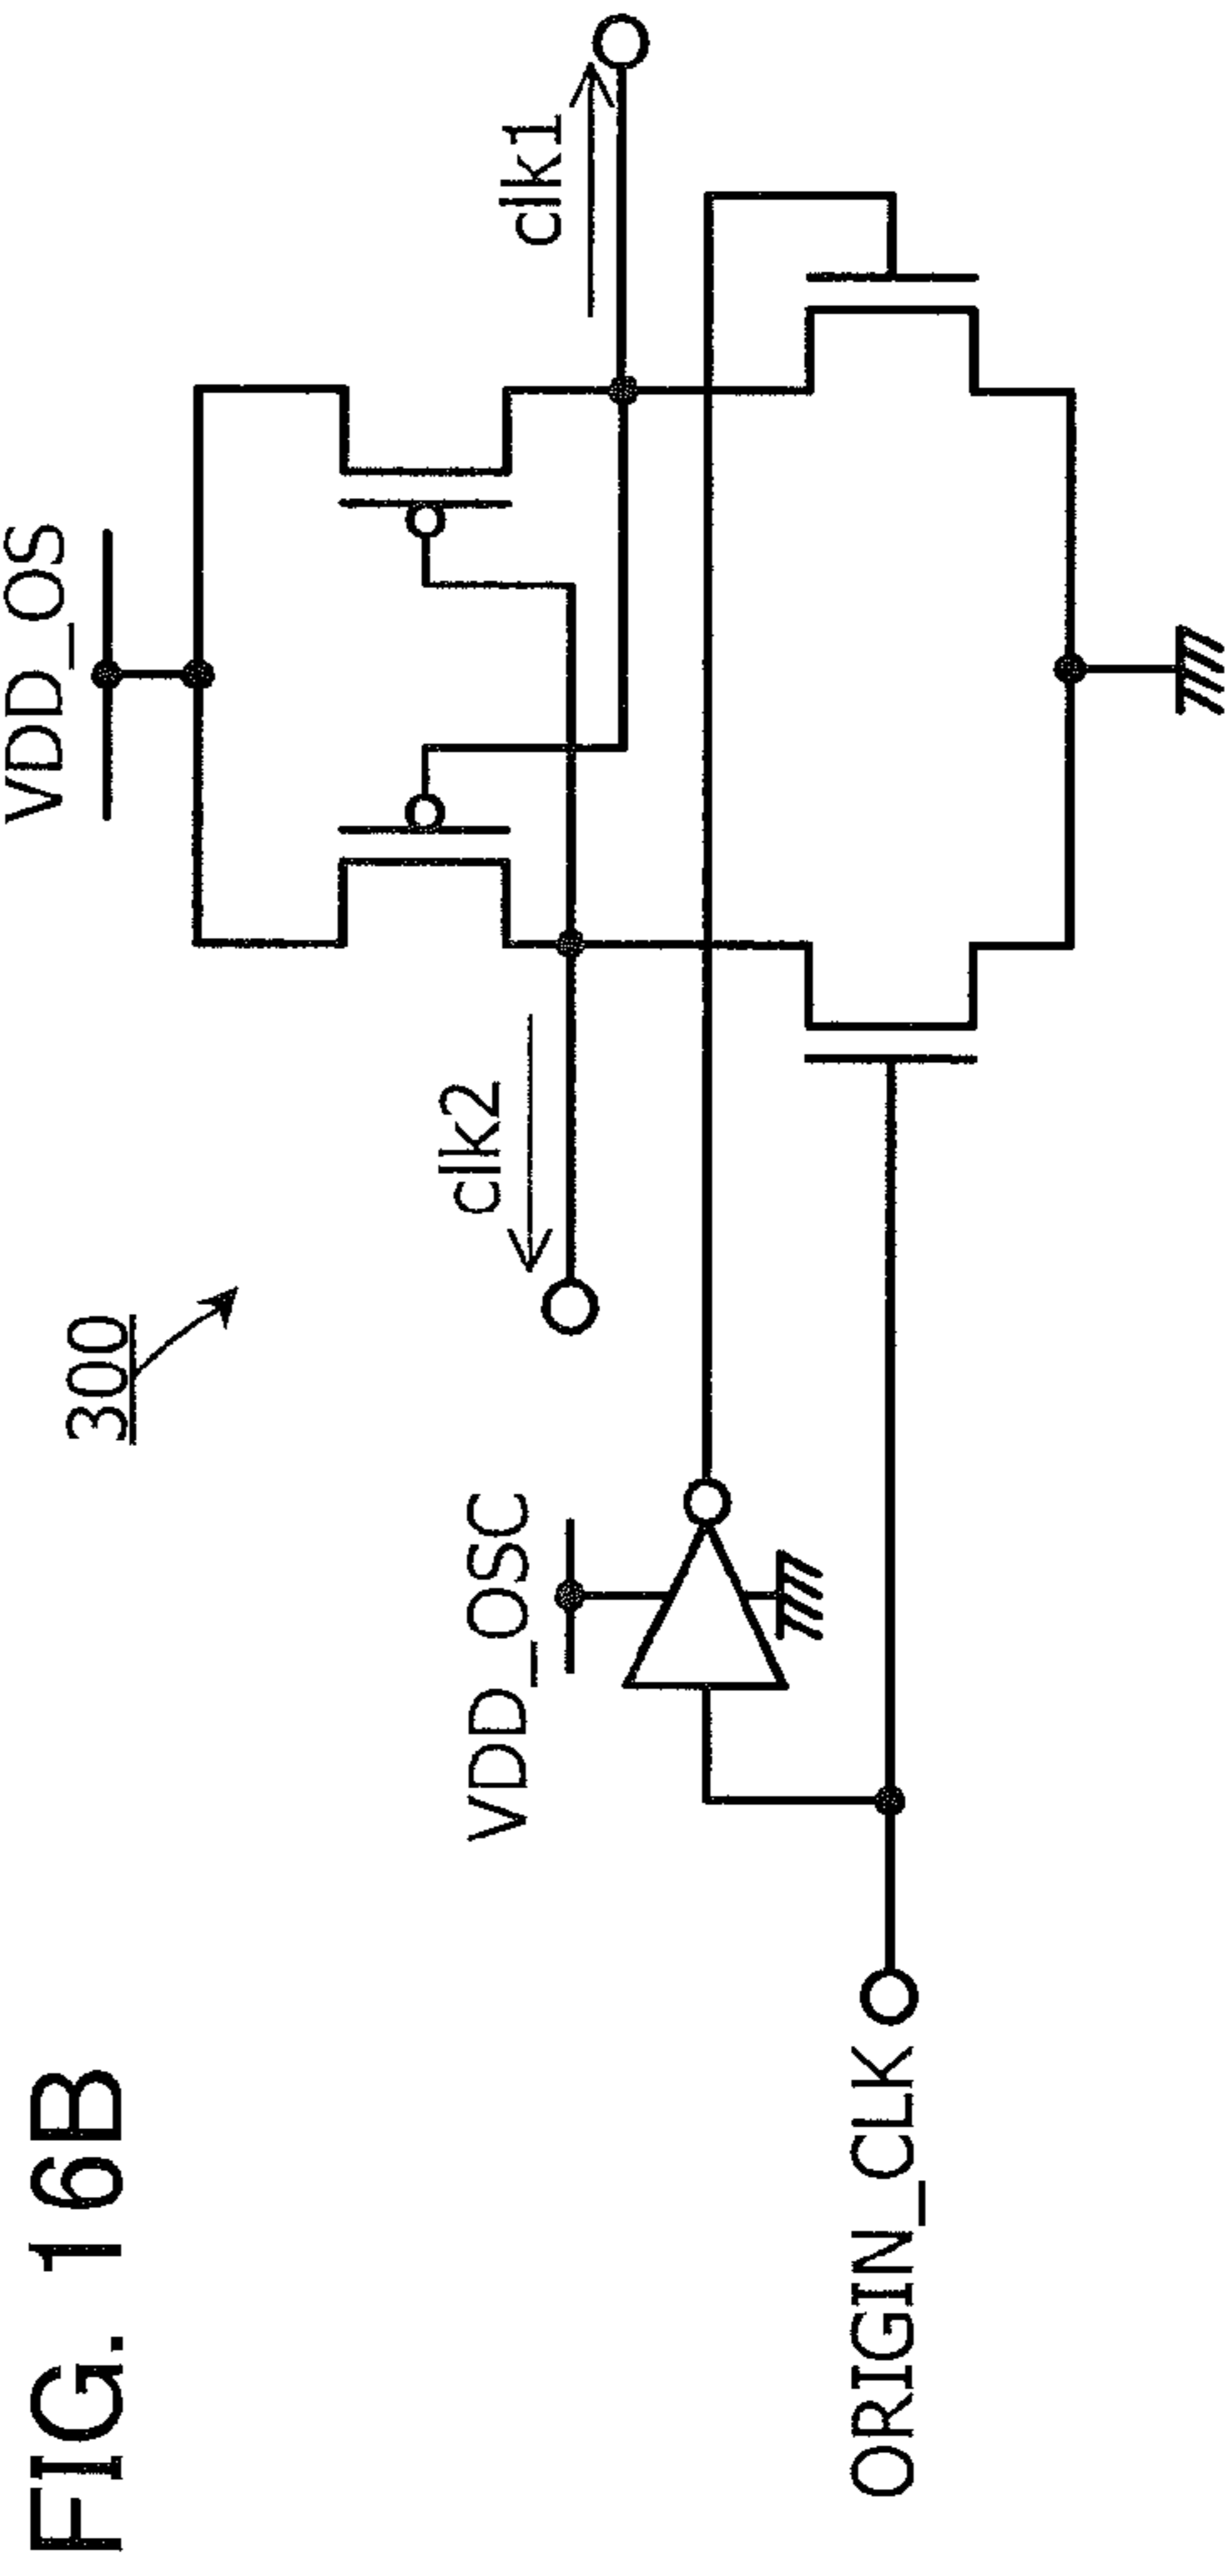 FIG. 16B
300
VDD_OS
clk1
clk2
VDD_OSC
ORIGIN_CLK